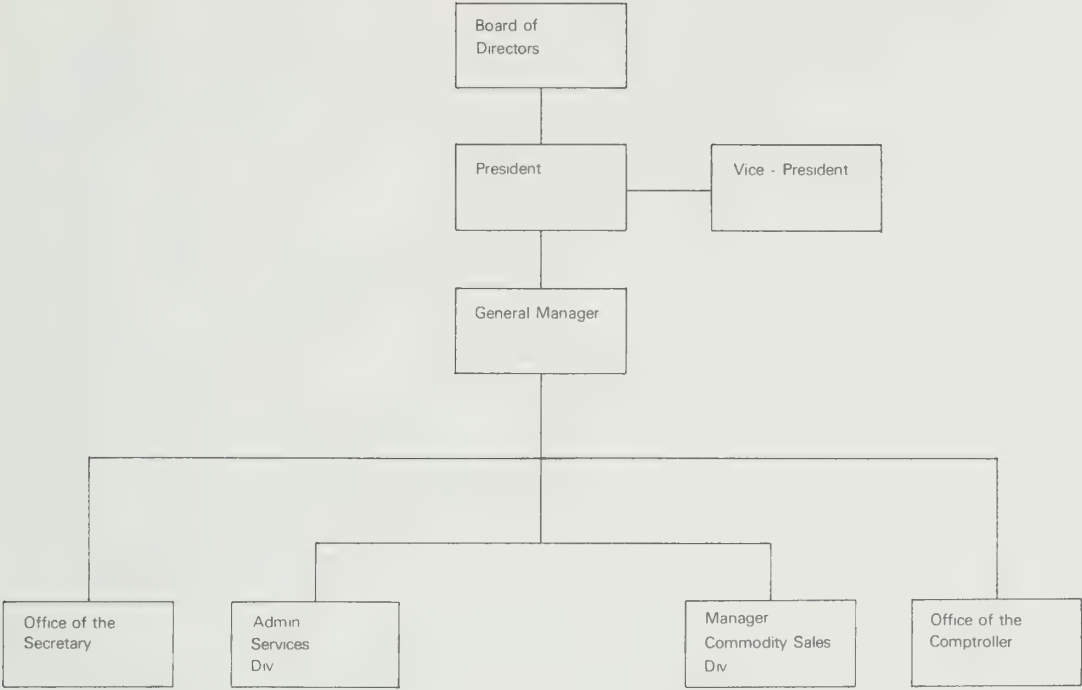 Board of
Directors
President
Vice - President
General Manager
Office of the
Secretary
Admin
Services
Div
Manager
Commodity Sales
Div
Office of the
Comptroller